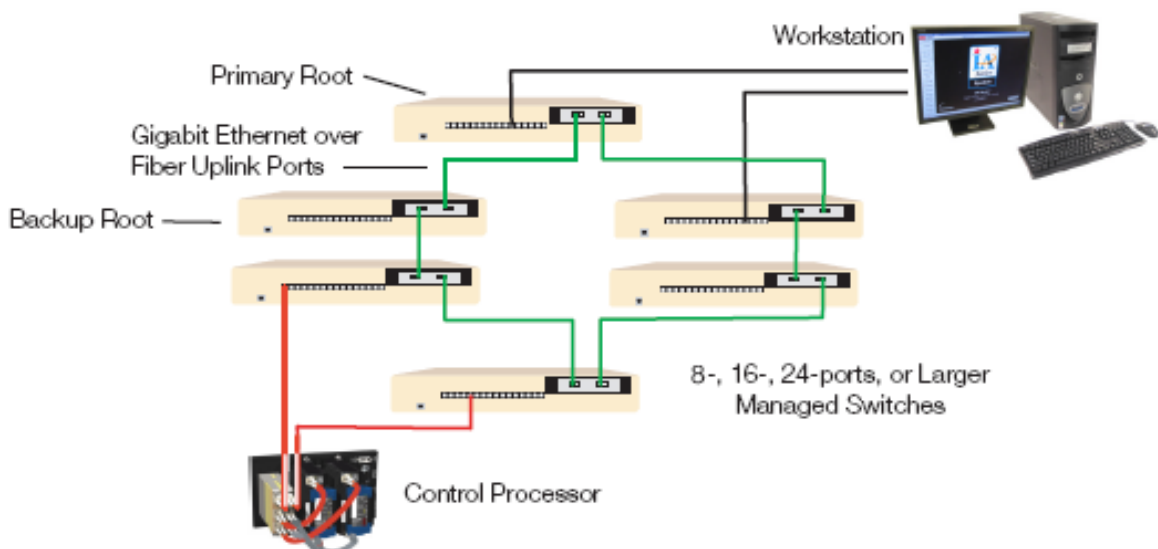 Workstation
Primary Root
Gigabit Ethernet over
Fiber Uplink Ports
Backup Root
8-, 16-, 24-ports, or Larger
Managed Switches
Control Processor